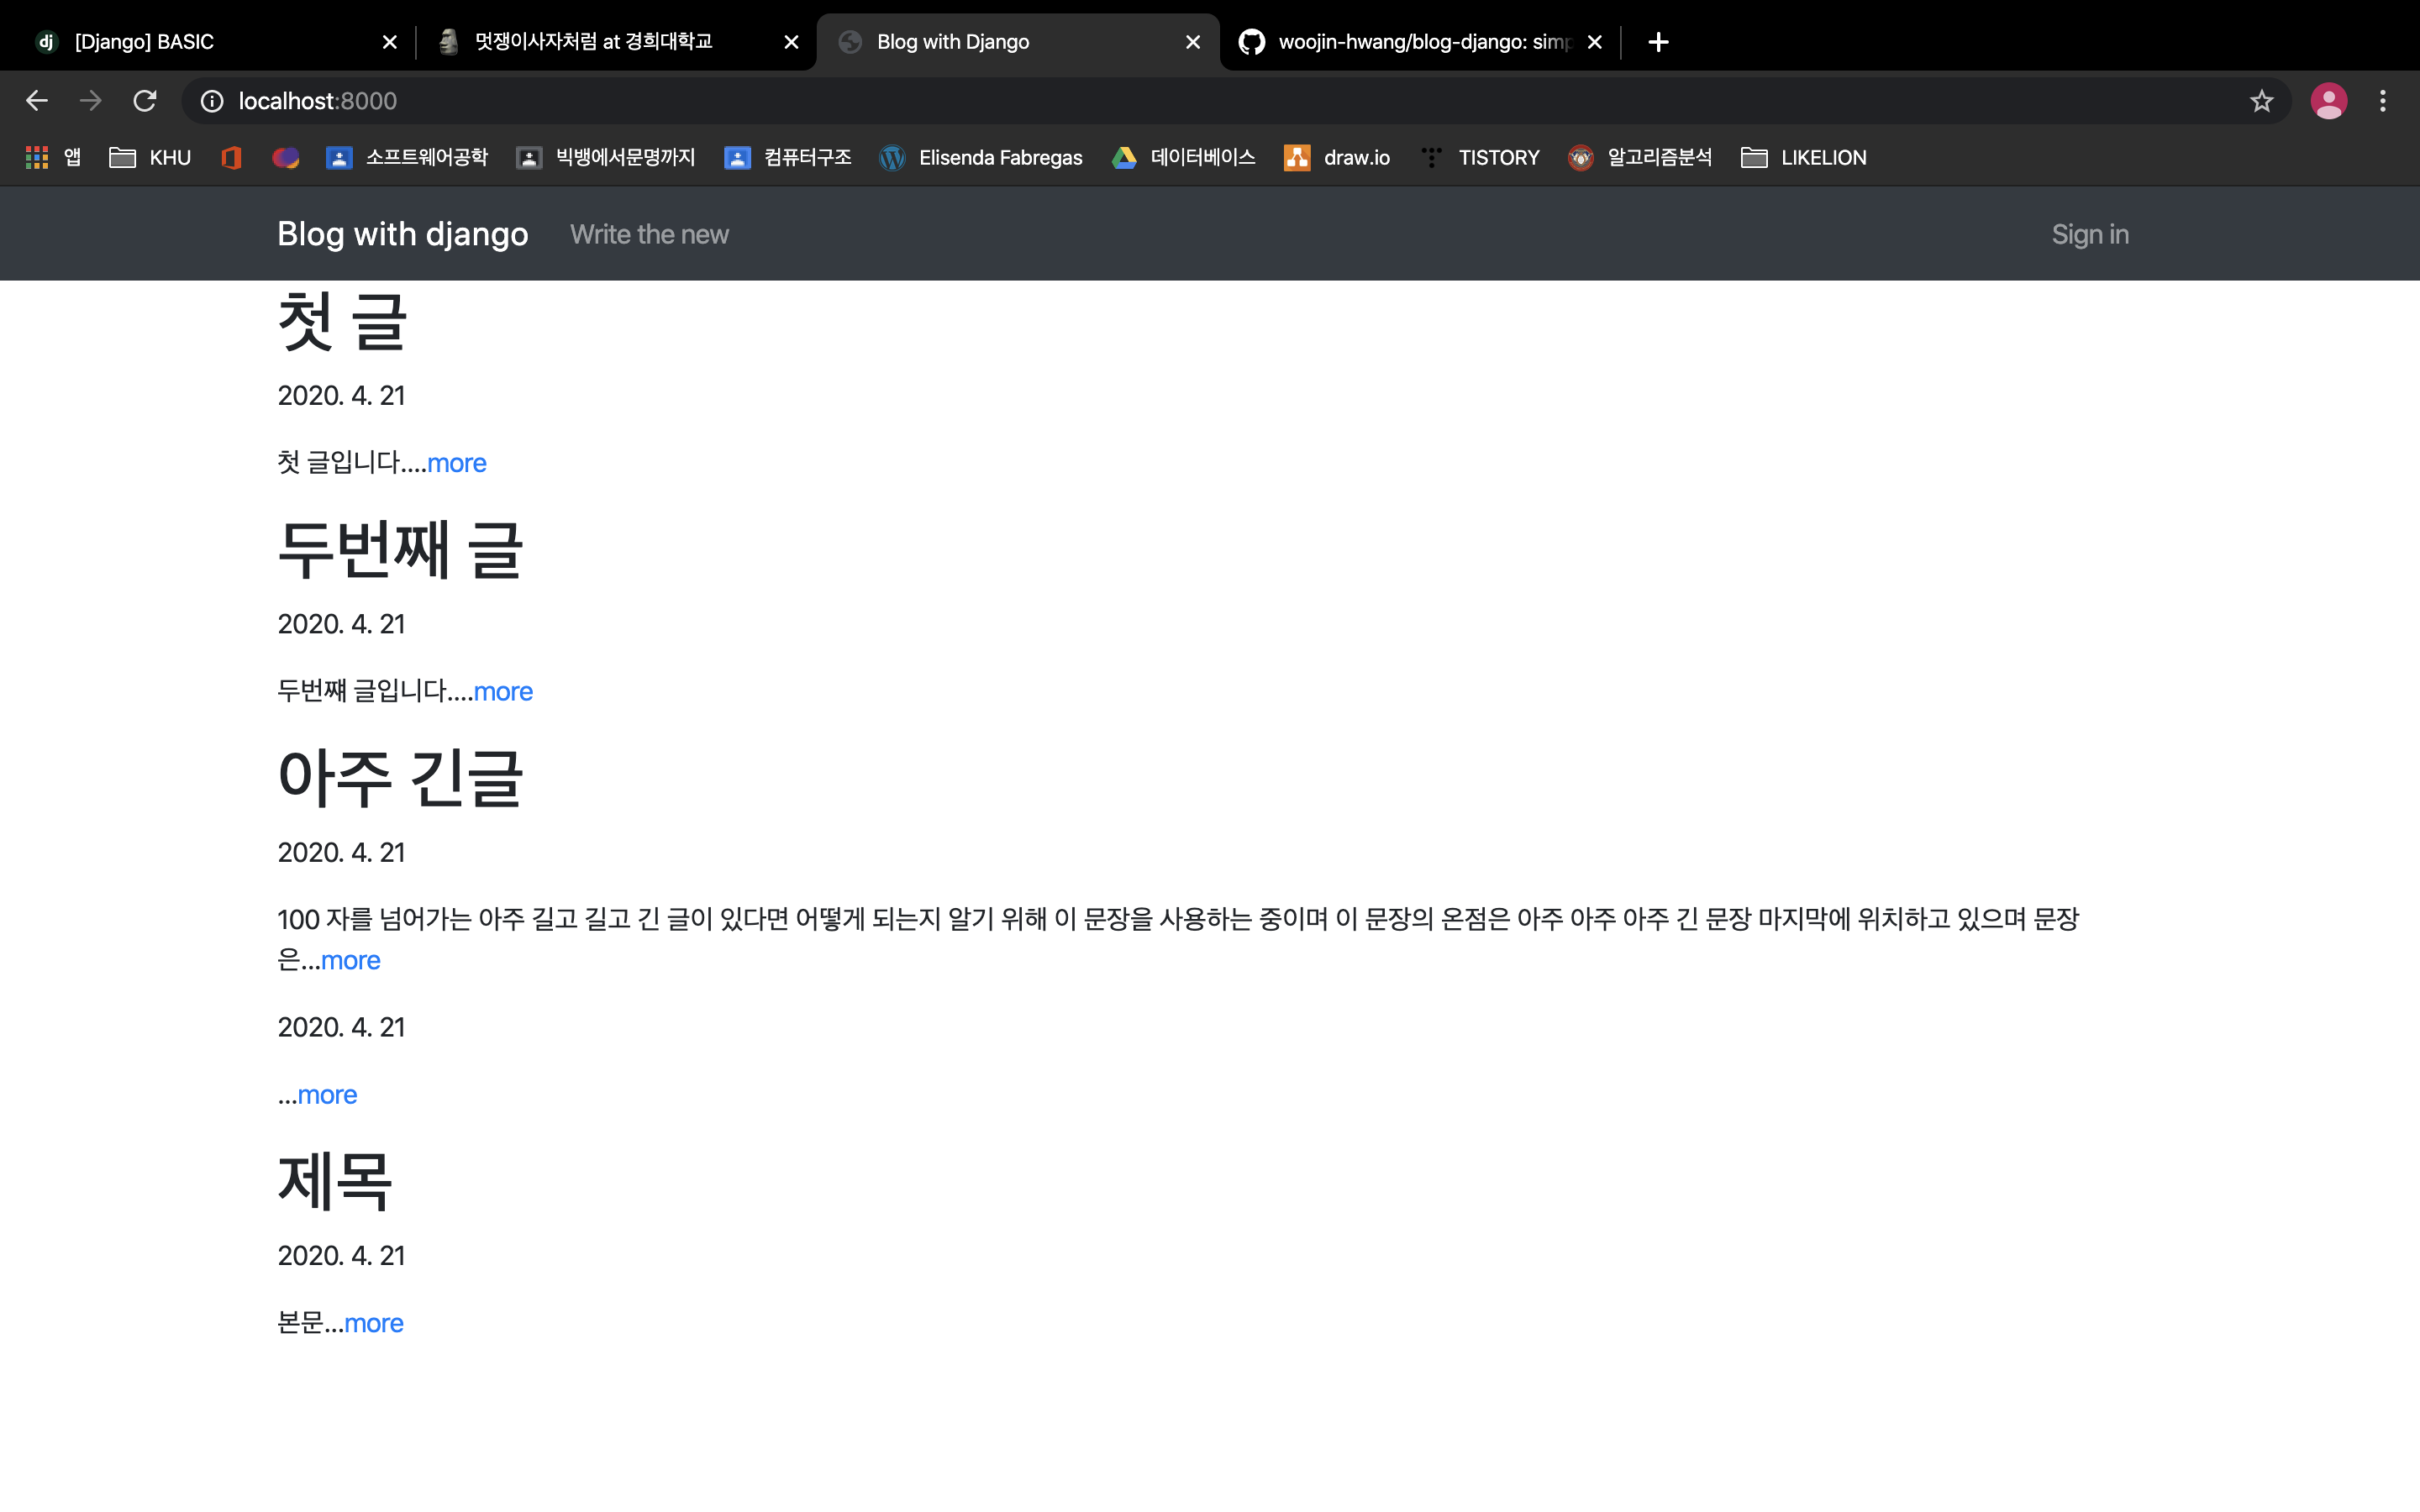 [Django] BASIC
멋쟁이사자처럼 at 경희대학교
Blog with Django
woojin-hwang/blog-django: simp
localhost:8000
앱
KHU
소프트웨어공학
빅뱅에서문명까지
컴퓨터구조
Elisenda Fabregas
데이터베이스
draw.io
TISTORY
알고리즘분석
LIKELION
Blog with django
Write the new
Sign in
첫 글
2020. 4. 21
첫 글입니다....more
두번째 글
2020. 4. 21
두번쨰 글입니다....more
아주 긴글
2020. 4. 21
100 자를 넘어가는 아주 길고 길고 긴 글이 있다면 어떻게 되는지 알기 위해 이 문장을 사용하는 중이며 이 문장의 온점은 아주 아주 아주 긴 문장 마지막에 위치하고 있으며 문장
은...more
2020. 4. 21
...more
제목
2020. 4. 21
본문...more